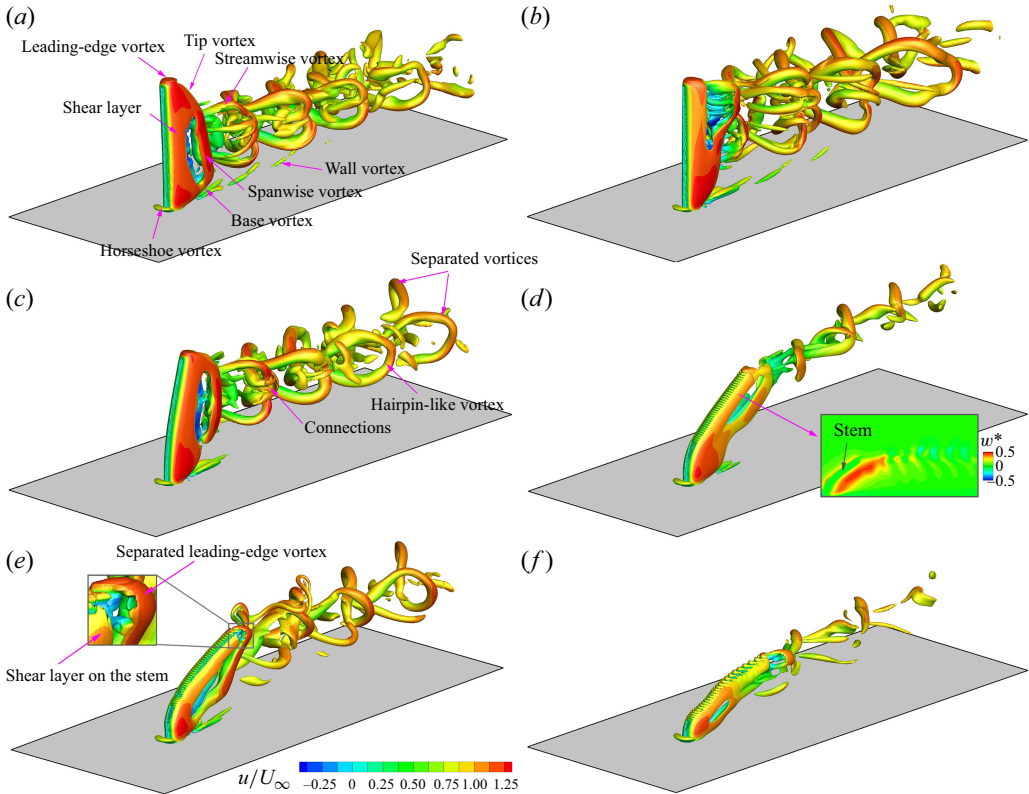 (a)
Leading-edge vortex
Tip vortex
Streamwise vortex
Shear layer
Wall vortex
Spanwise vortex
Base vortex
Horseshoe vortex
(b)
(c)
Separated vortices
Hairpin-like vortex
Connections
(d)
Stem
w*
0.5
0
−0.5
(e)
Separated leading-edge vortex
Shear layer on the stem
u/U∞
−0.25 0 0.25 0.50 0.75 1.00 1.25
(f)